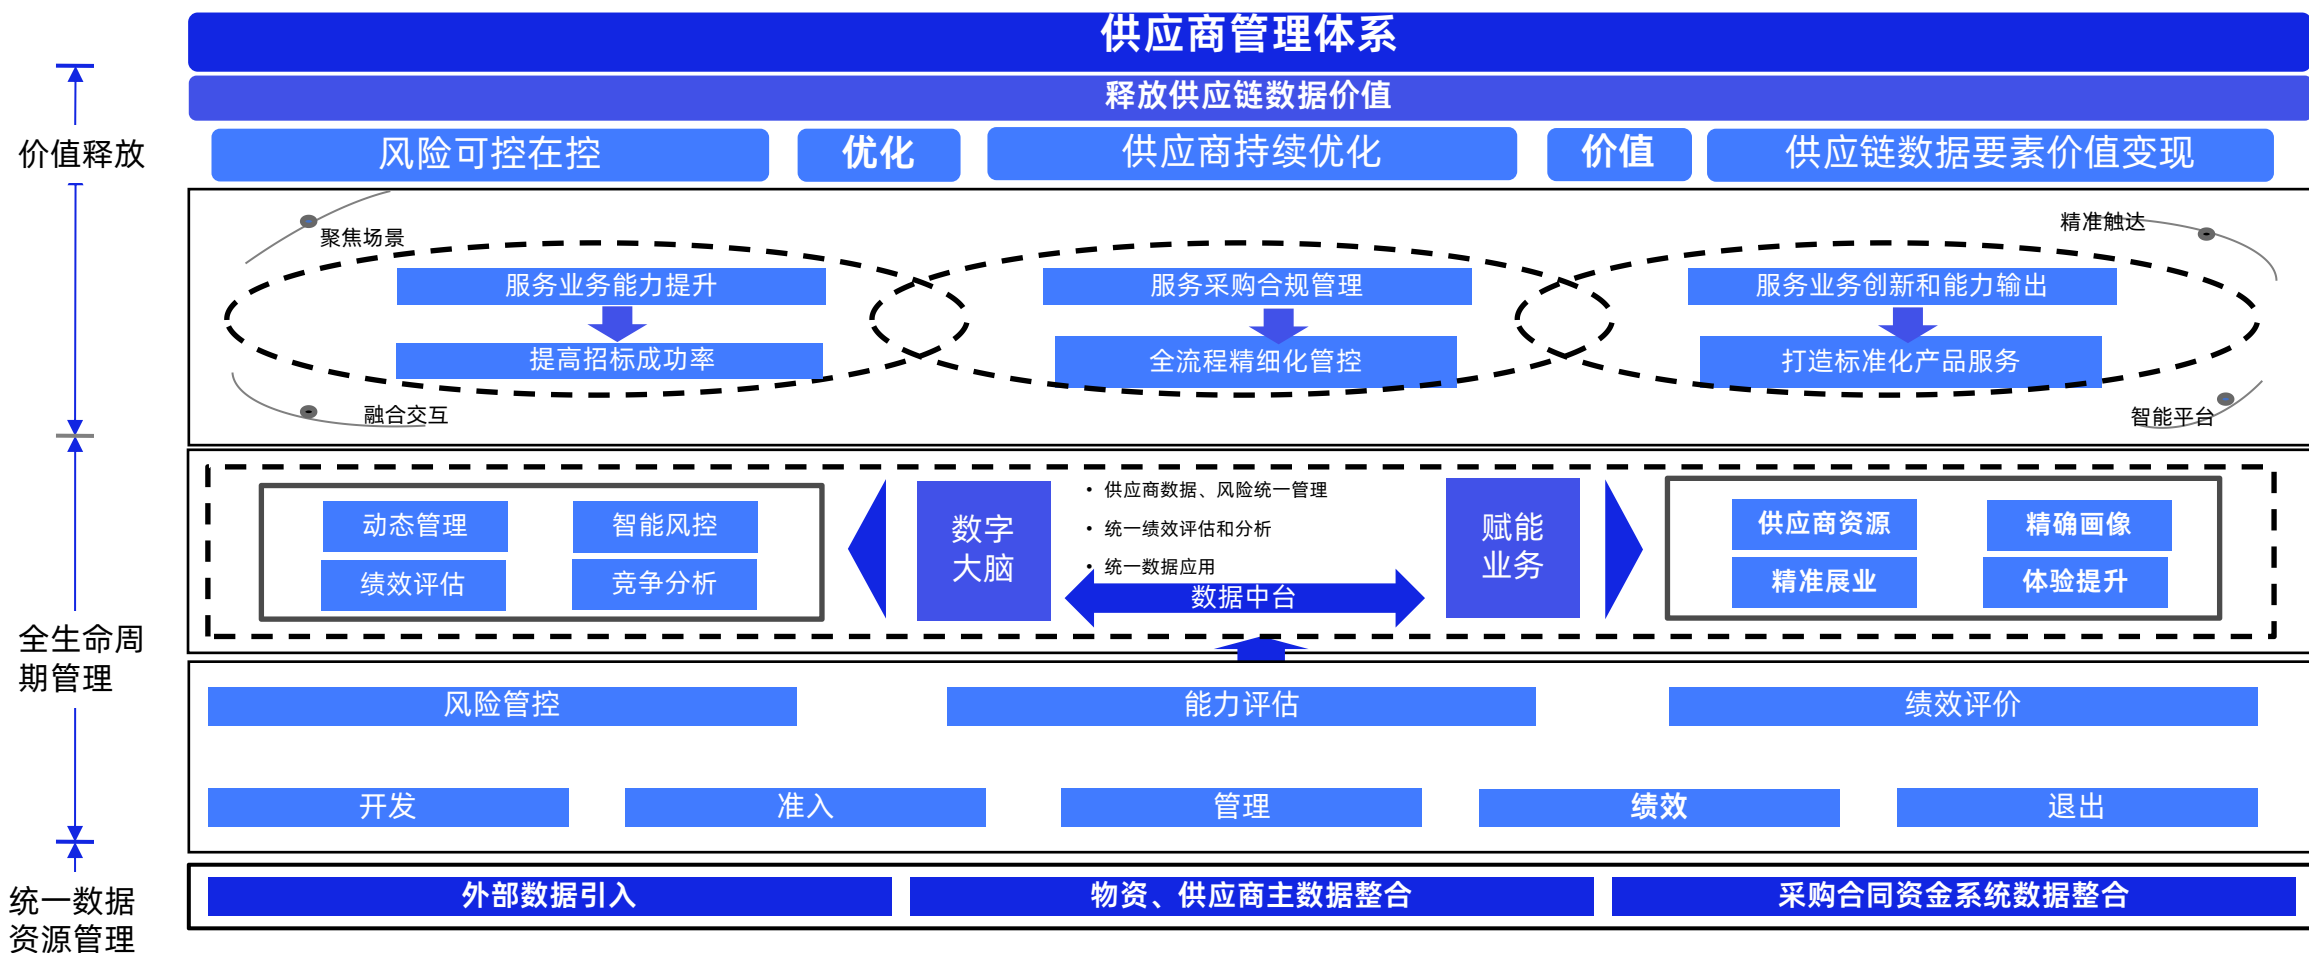 供应商管理体系
释放供应链数据价值
价值释放
风险可控在控
优化
供应商持续优化
价值
供应链数据要素价值变现
聚焦场景
精准触达
服务业务能力提升
服务采购合规管理
服务业务创新和能力输出
提高招标成功率
全流程精细化管控
打造标准化产品服务
融合交互
智能平台
动态管理
智能风控
绩效评估
竞争分析
数字
大脑
• 供应商数据、风险统一管理
• 统一绩效评估和分析
• 统一数据应用
数据中台
赋能
业务
供应商资源
精确画像
精准展业
体验提升
全生命周
期管理
风险管控
能力评估
绩效评价
开发
准入
管理
绩效
退出
统一数据
资源管理
外部数据引入
物资、供应商主数据整合
采购合同资金系统数据整合